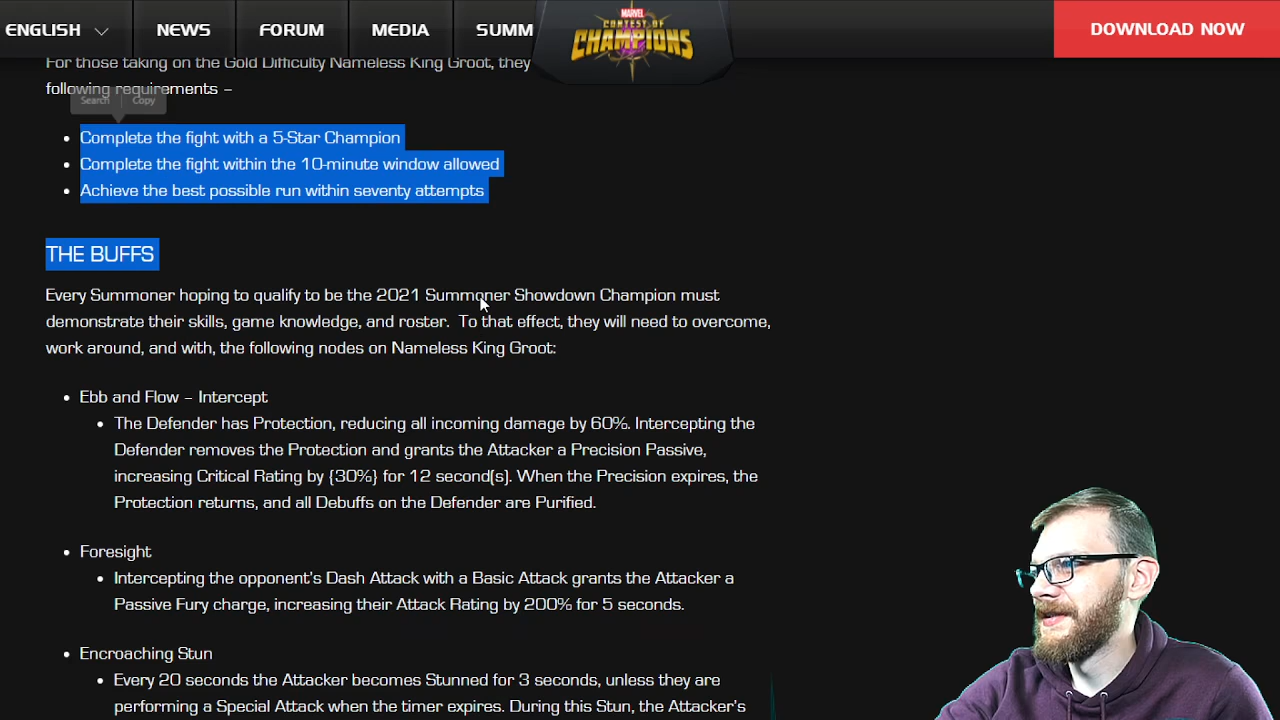 ENGLISH NEWS FORUM MEDIA SUMM MARVEL CONTEST OF CHAMPIONS DOWNLOAD NOW
For those taking on the Gold Difficulty Nameless King Groot, they
following requirements –
Search Copy
Complete the fight with a 5-Star Champion
Complete the fight within the 10-minute window allowed
Achieve the best possible run within seventy attempts
THE BUFFS
Every Summoner hoping to qualify to be the 2021 Summoner Showdown Champion must
demonstrate their skills, game knowledge, and roster. To that effect, they will need to overcome,
work around, and with, the following nodes on Nameless King Groot:
Ebb and Flow – Intercept
The Defender has Protection, reducing all incoming damage by 60%. Intercepting the
Defender removes the Protection and grants the Attacker a Precision Passive,
increasing Critical Rating by {30%} for 12 second(s). When the Precision expires, the
Protection returns, and all Debuffs on the Defender are Purified.
Foresight
Intercepting the opponent's Dash Attack with a Basic Attack grants the Attacker a
Passive Fury charge, increasing their Attack Rating by 200% for 5 seconds.
Encroaching Stun
Every 20 seconds the Attacker becomes Stunned for 3 seconds, unless they are
performing a Special Attack when the timer expires. During this Stun, the Attacker's